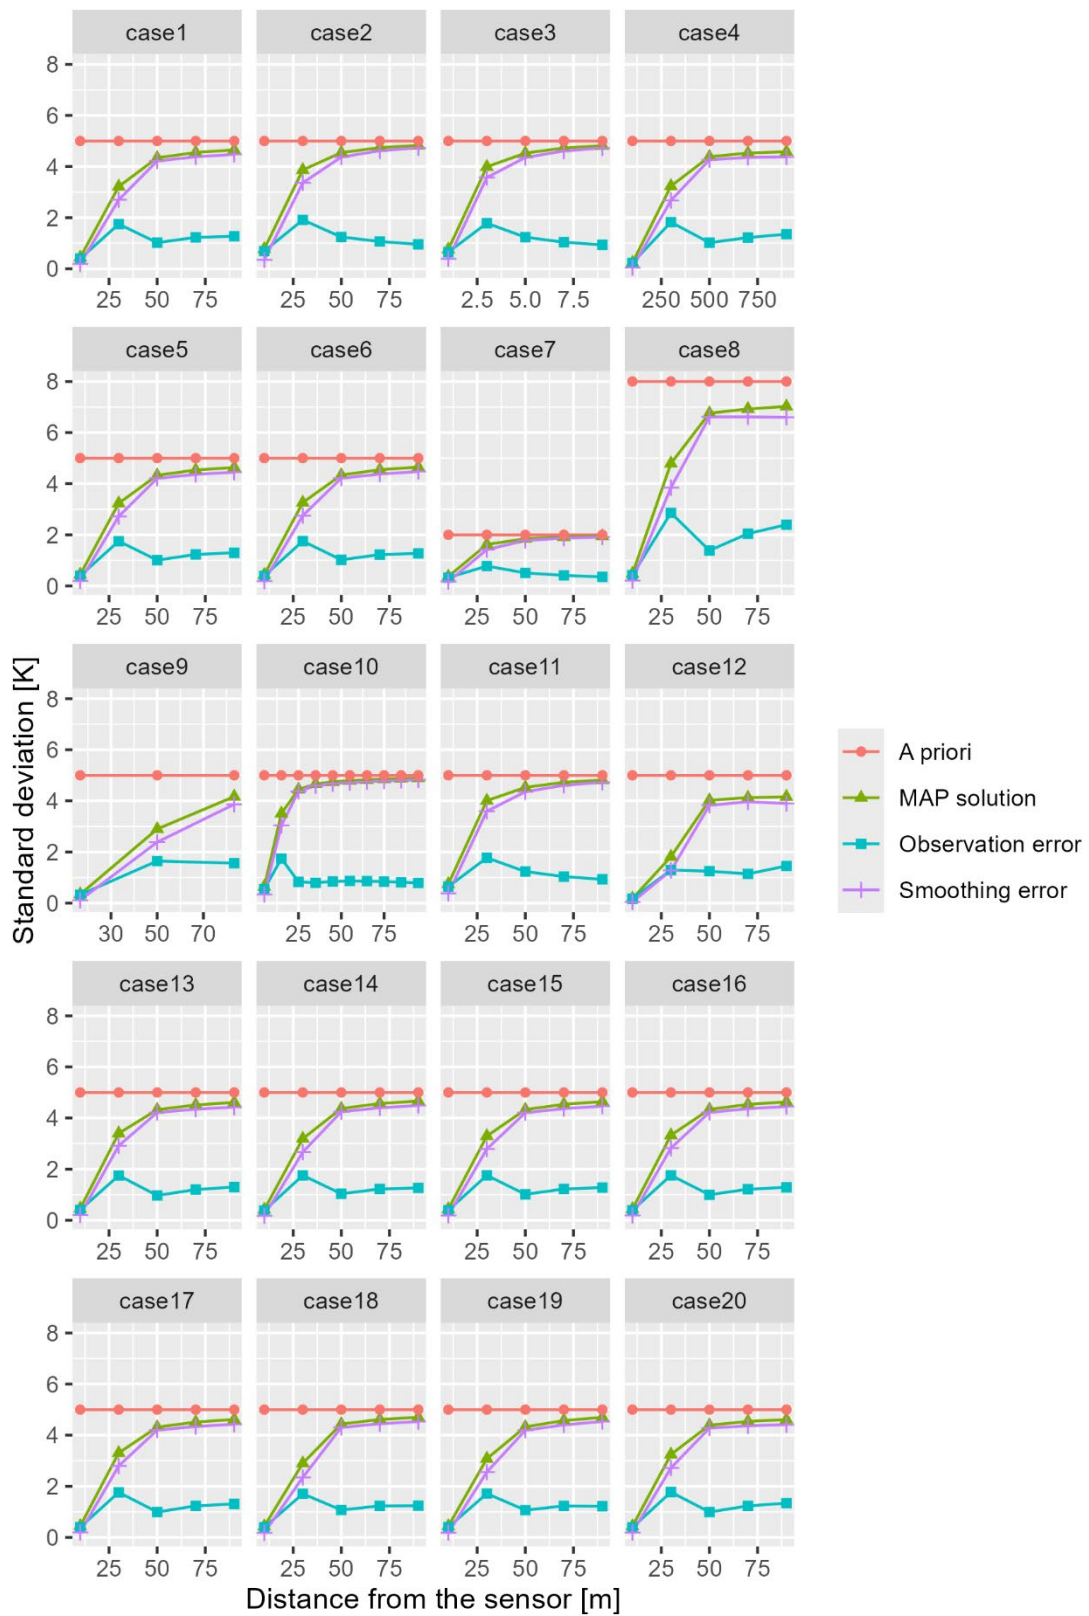 case1 case2 case3 case4
8
6
4
2
0
25 50 75 25 50 75 2.5 5.0 7.5 250 500 750
case5 case6 case7 case8
8
6
4
2
0
25 50 75 25 50 75 25 50 75 25 50 75
case9 case10 case11 case12
8
6
4
2
0
30 50 70 25 50 75 25 50 75 25 50 75
case13 case14 case15 case16
8
6
4
2
0
25 50 75 25 50 75 25 50 75 25 50 75
case17 case18 case19 case20
8
6
4
2
0
25 50 75 25 50 75 25 50 75 25 50 75
Distance from the sensor [m]
Standard deviation [K]
A priori
MAP solution
Observation error
Smoothing error